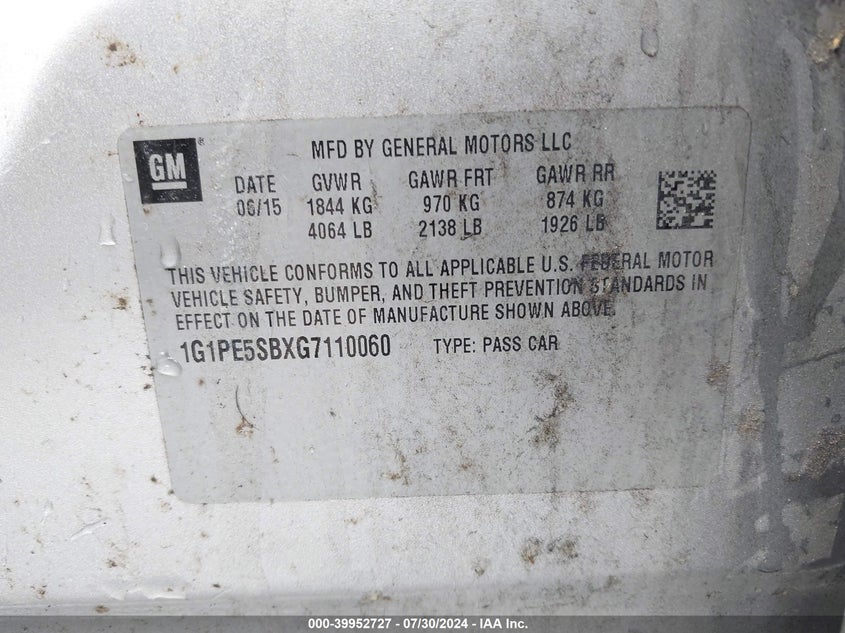 GM® MFD BY GENERAL MOTORS LLC
DATE GVWR GAWR FRT GAWR RR
06/15 1844 KG 970 KG 874 KG
4064 LB 2138 LB 1926 LB
THIS VEHICLE CONFORMS TO ALL APPLICABLE U.S. FEDERAL MOTOR
VEHICLE SAFETY, BUMPER, AND THEFT PREVENTION STANDARDS IN
EFFECT ON THE DATE OF MANUFACTURE SHOWN ABOVE.
1G1PE5SBXG7110060 TYPE: PASS CAR
000-39952727 - 07/30/2024 - IAA Inc.